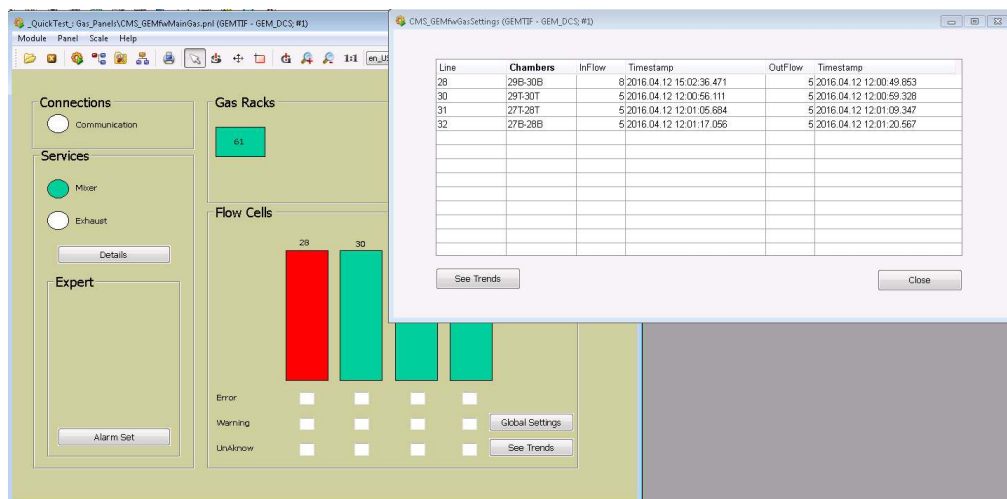 _QuickTest_: Gas_Panels\CMS_GEMfwMainGas.pnl (GEMTIF - GEM_DCS; #1)
Module Panel Scale Help
1:1 en_US
Connections
Communication
Services
Mixer
Exhaust
Details
Expert
Alarm Set
Gas Racks
61
Flow Cells
28 30
Error
Warning
UnAknow
Global Settings
See Trends
CMS_GEMfwGasSettings (GEMTIF - GEM_DCS; #1)
Line Chambers InFlow Timestamp OutFlow Timestamp
28 29B-30B 8 2016.04.12 15:02:36.471 5 2016.04.12 12:00:49.853
30 29T-30T 5 2016.04.12 12:00:56.111 5 2016.04.12 12:00:59.328
31 27T-28T 5 2016.04.12 12:01:05.684 5 2016.04.12 12:01:09.347
32 27B-28B 5 2016.04.12 12:01:17.056 5 2016.04.12 12:01:20.567
See Trends
Close